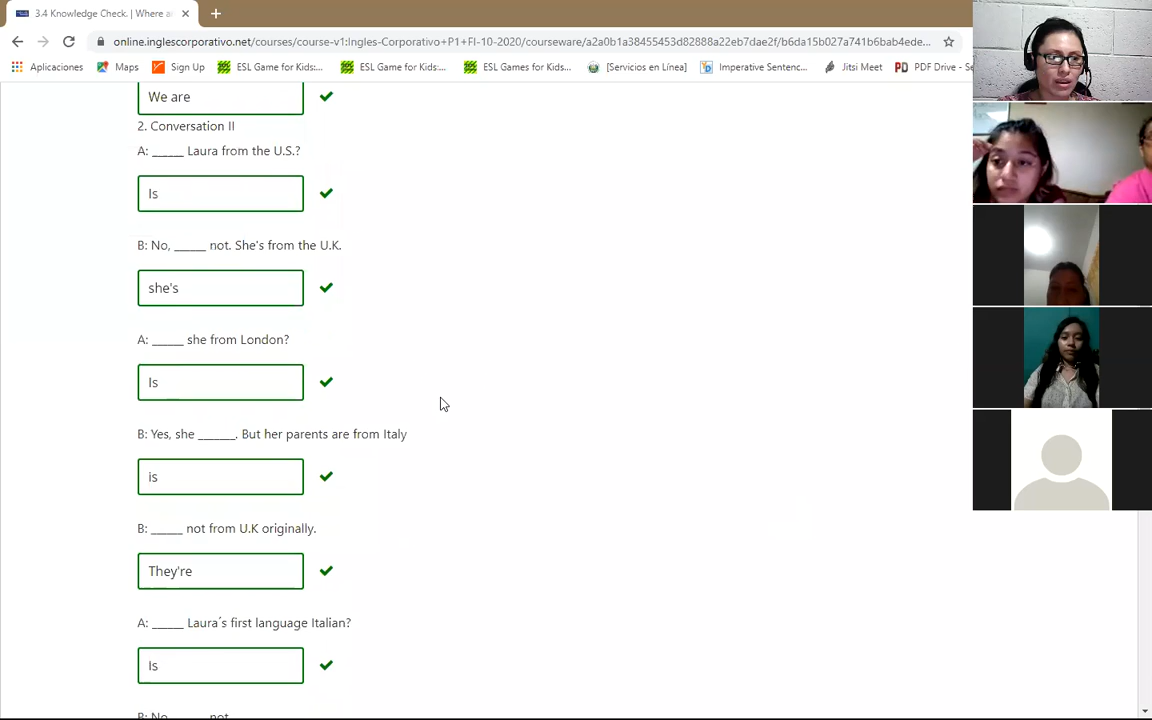 3.4 Knowledge Check. | Where a
online.inglescorporativo.net/courses/course-v1:Ingles-Corporativo+P1+FI-10-2020/courseware/a2a0b1a38455453d82888a22eb7dae2f/b6da15b027a741b6bab4ede...
Aplicaciones Maps Sign Up ESL Game for Kids:... ESL Game for Kids:... ESL Games for Kids:... [Servicios en Línea] Imperative Sentenc... Jitsi Meet PDF Drive - Se
We are
2. Conversation II
A: _____ Laura from the U.S.?
Is
B: No, _____ not. She's from the U.K.
she's
A: _____ she from London?
Is
B: Yes, she ______. But her parents are from Italy
is
B: _____ not from U.K originally.
They're
A: _____ Laura´s first language Italian?
Is
B: No, _____ not.